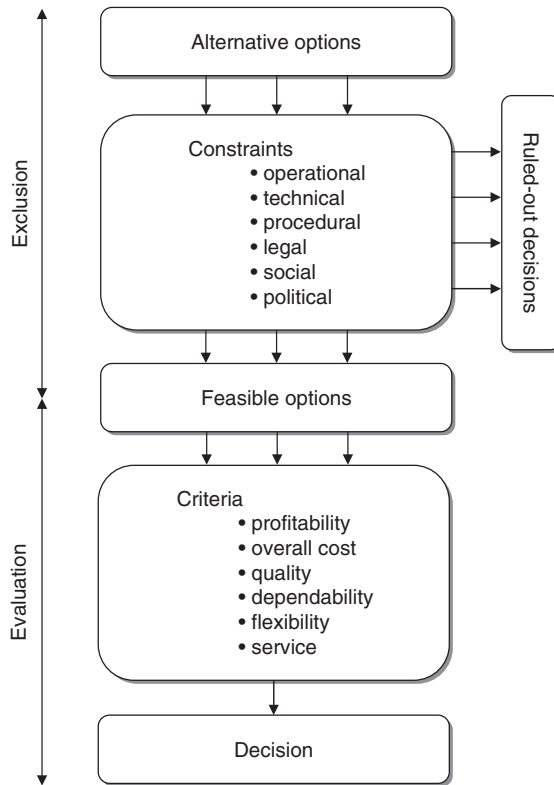 Alternative options
Exclusion
Constraints
• operational
• technical
• procedural
• legal
• social
• political
Ruled-out decisions
Feasible options
Evaluation
Criteria
• profitability
• overall cost
• quality
• dependability
• flexibility
• service
Decision